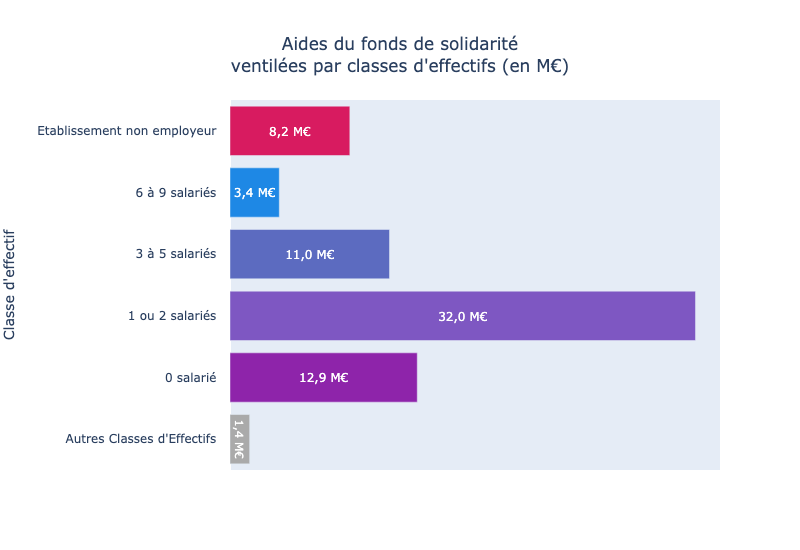 Aides du fonds de solidarité
ventilées par classes d'effectifs (en M€)
Classe d'effectif
Etablissement non employeur
8,2 M€
6 à 9 salariés
3,4 M€
3 à 5 salariés
11,0 M€
1 ou 2 salariés
32,0 M€
0 salarié
12,9 M€
Autres Classes d'Effectifs
1,4 M€